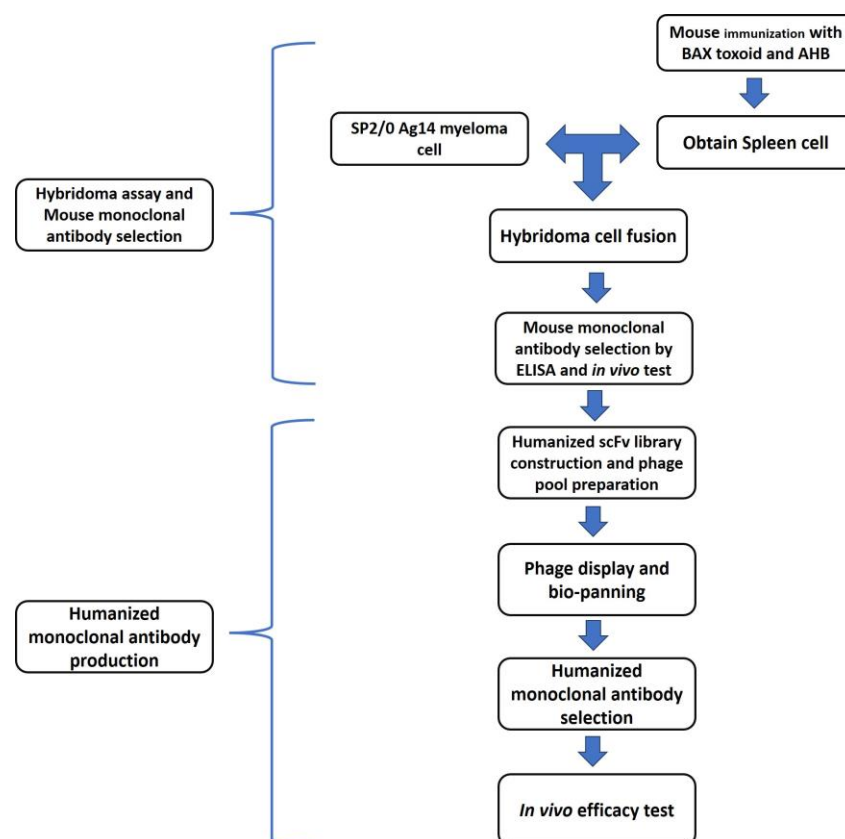 Mouse immunization with
BAX toxoid and AHB
SP2/0 Ag14 myeloma
cell
Obtain Spleen cell
Hybridoma assay and
Mouse monoclonal
antibody selection
Hybridoma cell fusion
Mouse monoclonal
antibody selection by
ELISA and in vivo test
Humanized scFv library
construction and phage
pool preparation
Phage display and
bio-panning
Humanized
monoclonal antibody
production
Humanized
monoclonal antibody
selection
In vivo efficacy test